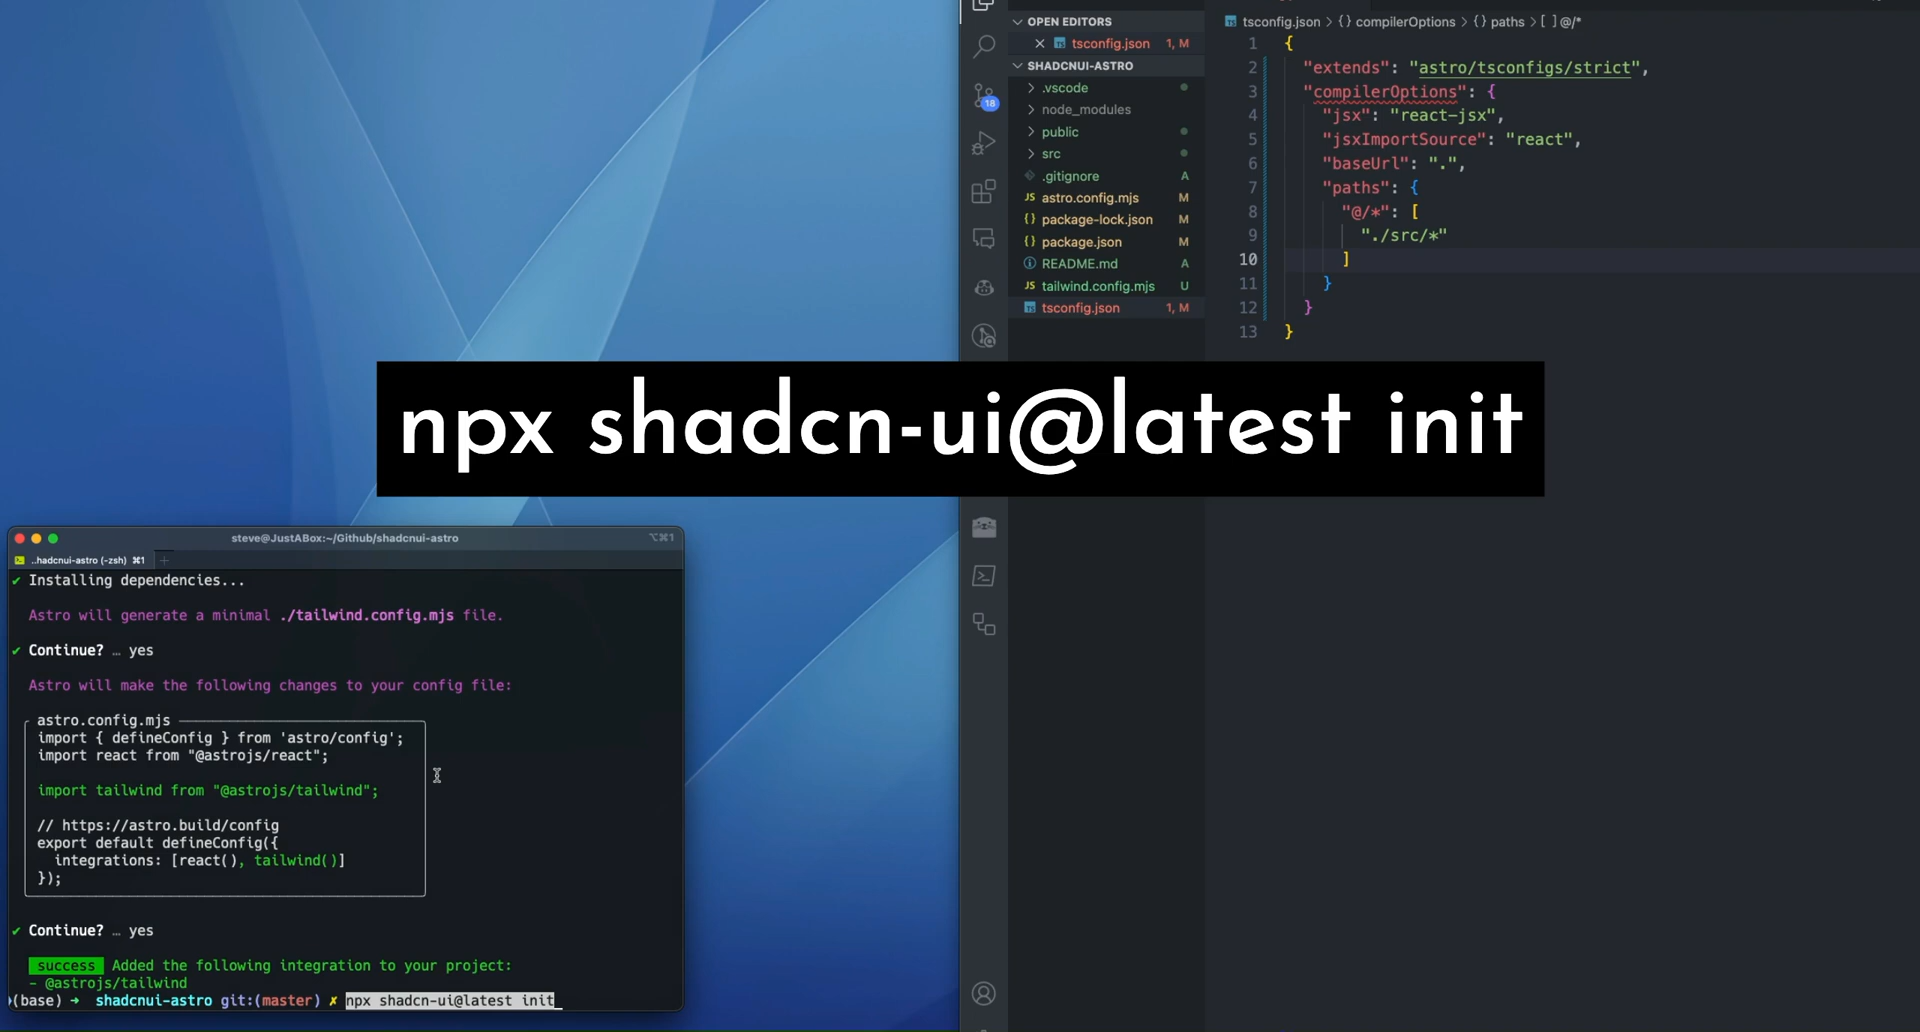 OPEN EDITORS
tsconfig.json 1, M
SHADCNUI-ASTRO
.vscode
node_modules
public
src
.gitignore A
JS astro.config.mjs M
{} package-lock.json M
{} package.json M
README.md A
JS tailwind.config.mjs U
TS tsconfig.json 1, M
18
TS tsconfig.json > {} compilerOptions > {} paths > [ ] @/*
1 {
2 "extends": "astro/tsconfigs/strict",
3 "compilerOptions": {
4 "jsx": "react-jsx",
5 "jsxImportSource": "react",
6 "baseUrl": ".",
7 "paths": {
8 "@/*": [
9 "./src/*"
10 ]
11 }
12 }
13 }
npx shadcn-ui@latest init
steve@JustABox:~/Github/shadcnui-astro ⌥⌘1
..hadcnui-astro (-zsh) ⌘1
✔ Installing dependencies...
Astro will generate a minimal ./tailwind.config.mjs file.
✔ Continue? … yes
Astro will make the following changes to your config file:
astro.config.mjs
import { defineConfig } from 'astro/config';
import react from "@astrojs/react";
import tailwind from "@astrojs/tailwind";
// https://astro.build/config
export default defineConfig({
integrations: [react(), tailwind()]
});
✔ Continue? … yes
success Added the following integration to your project:
- @astrojs/tailwind
(base) ➜ shadcnui-astro git:(master) ✗ npx shadcn-ui@latest init